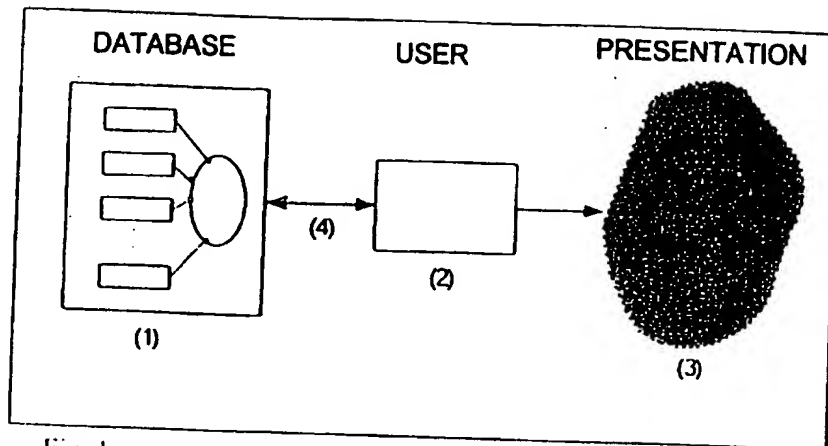 DATABASE USER PRESENTATION
(4)
(2)
(1)
(3)